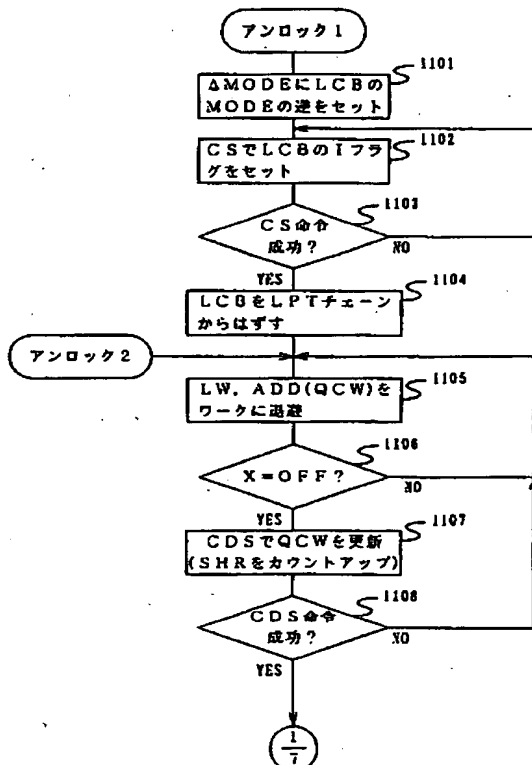 アンロック1
1101
ΔMODEにLCBの
MODEの逆をセット
1102
CSでLCBのIフラ
グをセット
1103
CS命令
成功?
NO
YES
1104
LCBをLPTチェーン
からはずす
アンロック2
1105
LW，ADD(QCW)を
ワークに退避
1106
X=OFF?
NO
YES
1107
CDSでQCWを更新
(SHRをカウントアップ)
1108
CDS命令
成功?
NO
YES
1
7